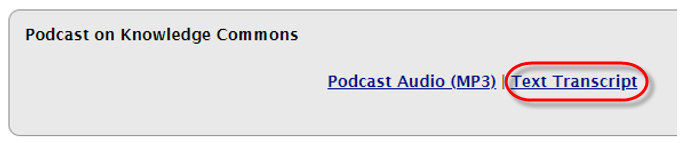 Podcast on Knowledge Commons
Podcast Audio (MP3) | Text Transcript